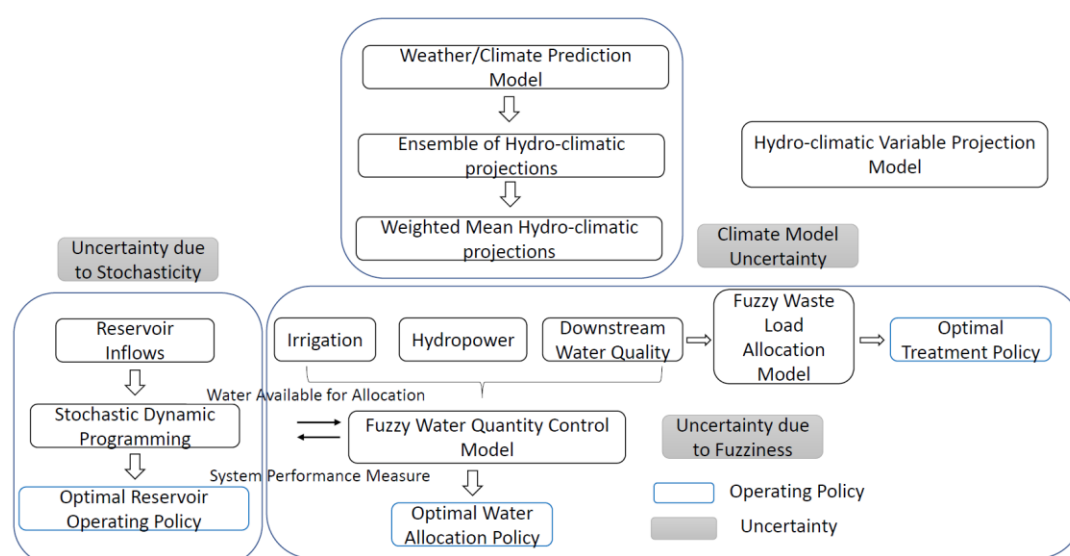 Weather/Climate Prediction
Model
Ensemble of Hydro-climatic
projections
Hydro-climatic Variable Projection
Model
Weighted Mean Hydro-climatic
projections
Uncertainty due
to Stochasticity
Climate Model
Uncertainty
Reservoir
Inflows
Irrigation
Hydropower
Downstream
Water Quality
Fuzzy Waste
Load
Allocation
Model
Optimal
Treatment Policy
Water Available for Allocation
Stochastic Dynamic
Programming
Fuzzy Water Quantity Control
Model
Uncertainty due
to Fuzziness
System Performance Measure
Optimal Reservoir
Operating Policy
Optimal Water
Allocation Policy
Operating Policy
Uncertainty